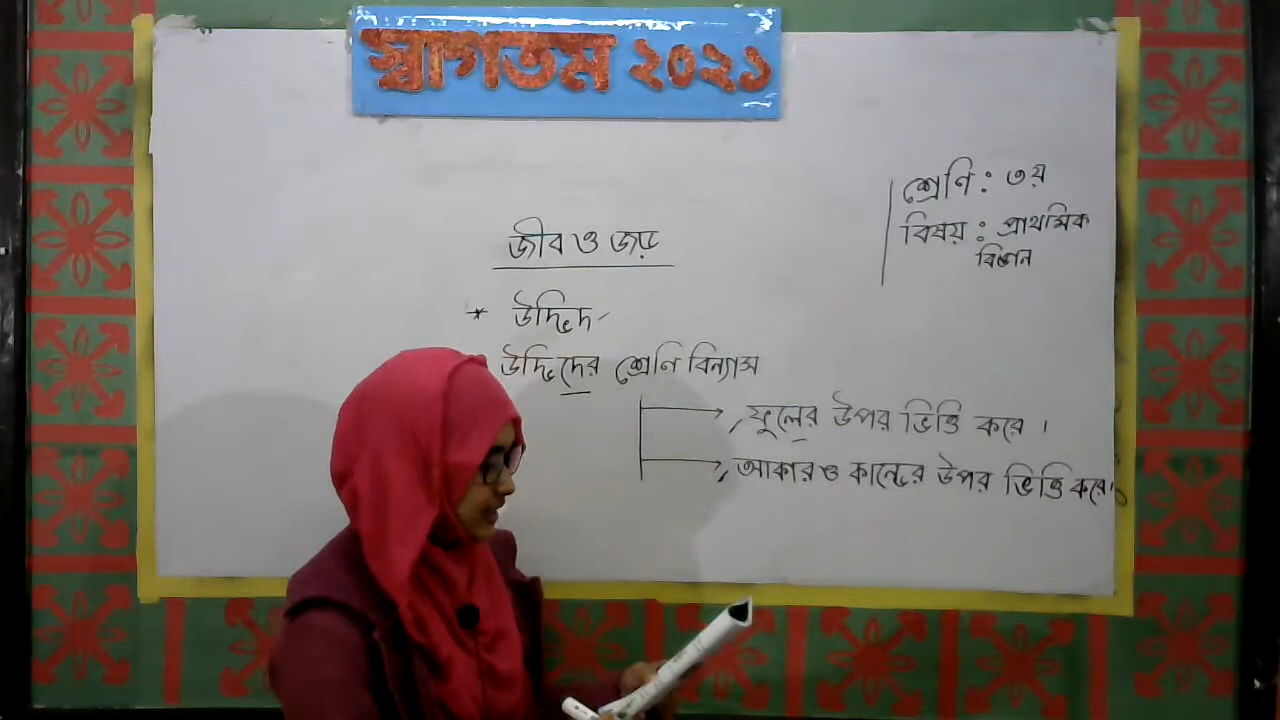 স্বাগতম ২০২১
শ্রেণি : ৩য়
বিষয় : প্রাথমিক
বিজ্ঞান
জীব ও জড়
* উদ্ভিদ -
উদ্ভিদের শ্রেণি বিন্যাস
ফুলের উপর ভিত্তি করে ।
আকার ও কান্ডের উপর ভিত্তি করে।